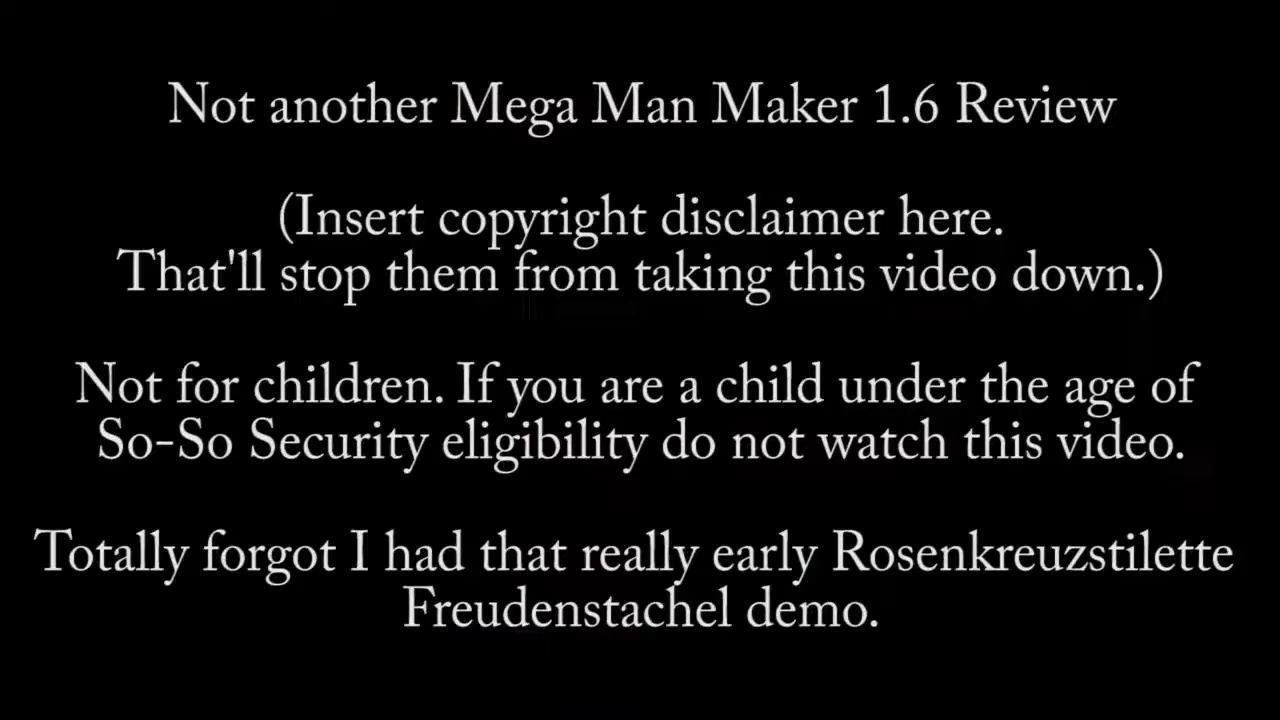 Not another Mega Man Maker 1.6 Review
(Insert copyright disclaimer here.
That'll stop them from taking this video down.)
Not for children. If you are a child under the age of
So-So Security eligibility do not watch this video.
Totally forgot I had that really early Rosenkreuzstilette
Freudenstachel demo.